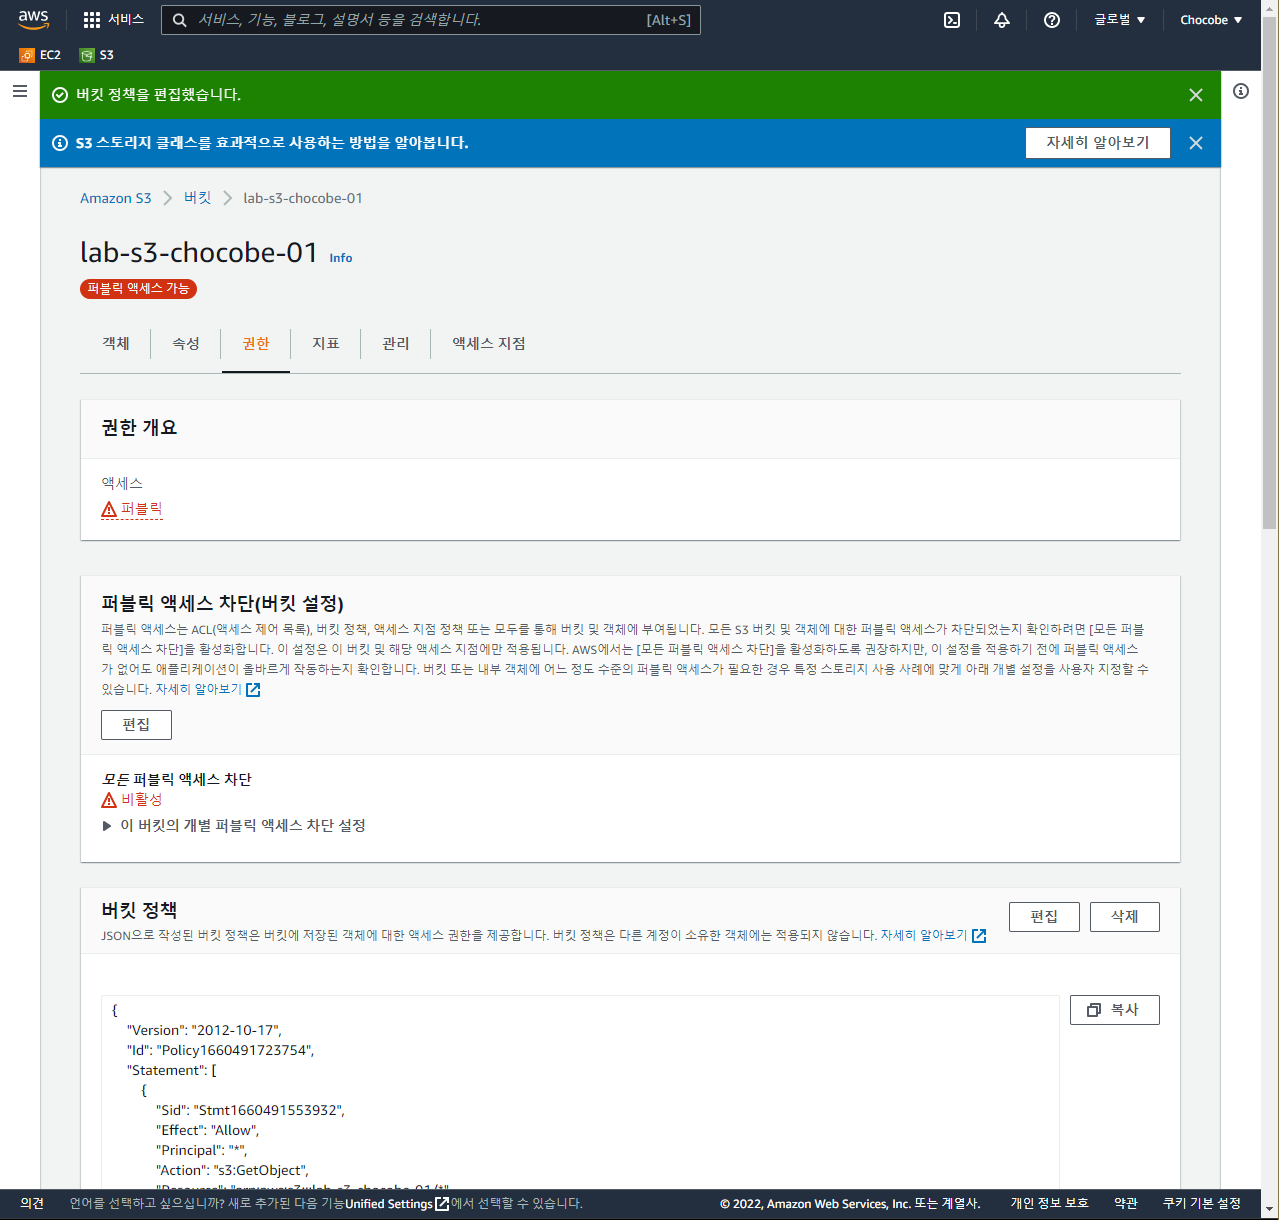 aws
서비스
서비스, 기능, 블로그, 설명서 등을 검색합니다.
[Alt+S]
글로벌
Chocobe
EC2
S3
버킷 정책을 편집했습니다.
S3 스토리지 클래스를 효과적으로 사용하는 방법을 알아봅니다.
자세히 알아보기
Amazon S3
버킷
lab-s3-chocobe-01
lab-s3-chocobe-01 Info
퍼블릭 액세스 가능
객체
속성
권한
지표
관리
액세스 지점
권한 개요
액세스
퍼블릭
퍼블릭 액세스 차단(버킷 설정)
퍼블릭 액세스는 ACL(액세스 제어 목록), 버킷 정책, 액세스 지점 정책 또는 모두를 통해 버킷 및 객체에 부여됩니다. 모든 S3 버킷 및 객체에 대한 퍼블릭 액세스가 차단되었는지 확인하려면 [모든 퍼블
릭 액세스 차단]을 활성화합니다. 이 설정은 이 버킷 및 해당 액세스 지점에만 적용됩니다. AWS에서는 [모든 퍼블릭 액세스 차단]을 활성화하도록 권장하지만, 이 설정을 적용하기 전에 퍼블릭 액세스
가 없어도 애플리케이션이 올바르게 작동하는지 확인합니다. 버킷 또는 내부 객체에 어느 정도 수준의 퍼블릭 액세스가 필요한 경우 특정 스토리지 사용 사례에 맞게 아래 개별 설정을 사용자 지정할 수
있습니다. 자세히 알아보기
편집
모든 퍼블릭 액세스 차단
비활성
이 버킷의 개별 퍼블릭 액세스 차단 설정
버킷 정책
JSON으로 작성된 버킷 정책은 버킷에 저장된 객체에 대한 액세스 권한을 제공합니다. 버킷 정책은 다른 계정이 소유한 객체에는 적용되지 않습니다. 자세히 알아보기
편집
삭제
복사
{
"Version": "2012-10-17",
"Id": "Policy1660491723754",
"Statement": [
{
"Sid": "Stmt1660491553932",
"Effect": "Allow",
"Principal": "*",
"Action": "s3:GetObject",
"Resource": "arn:aws:s3:::lab-s3-chocobe-01/*"
의견
언어를 선택하고 싶으십니까? 새로 추가된 다음 기능Unified Settings에서 선택할 수 있습니다.
© 2022, Amazon Web Services, Inc. 또는 계열사.
개인 정보 보호
약관
쿠키 기본 설정